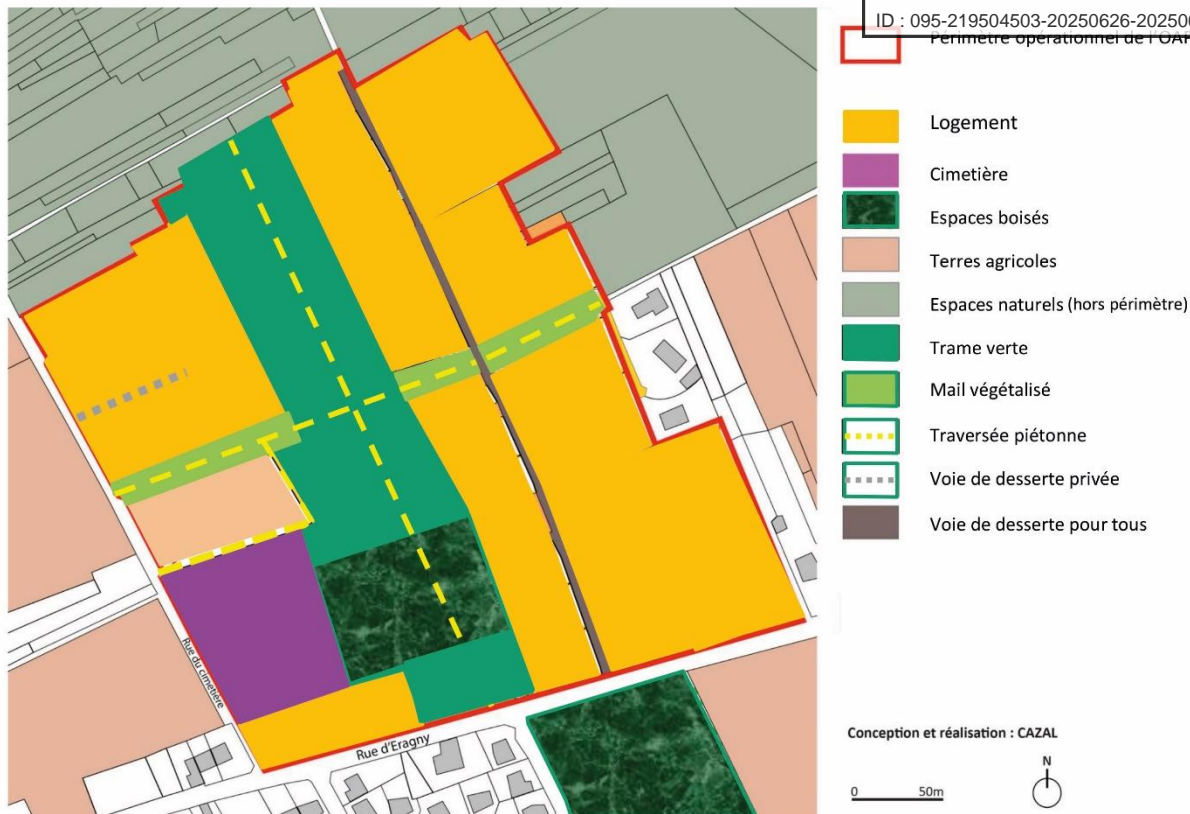 ID : 095-219504503-20250626-20250
Périmètre opérationnel de l'OAP
Logement
Cimetière
Espaces boisés
Terres agricoles
Espaces naturels (hors périmètre)
Trame verte
Mail végétalisé
Traversée piétonne
Voie de desserte privée
Voie de desserte pour tous
Rue du cimetière
Rue d'Eragny
Conception et réalisation : CAZAL
N
0 50m